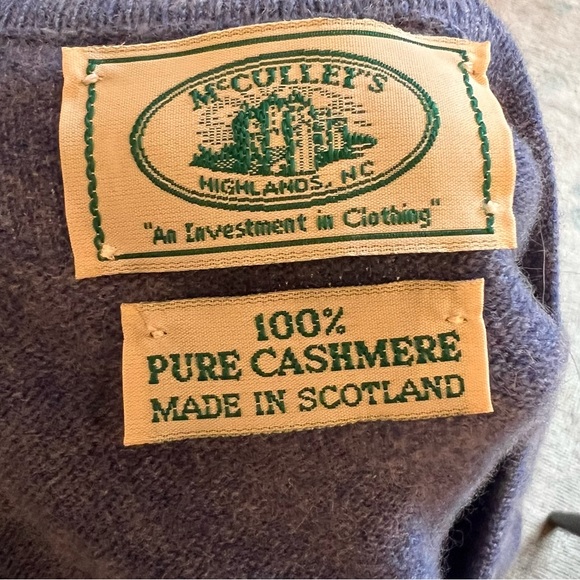 McCULLEY'S
HIGHLANDS, NC
"An Investment in Clothing"
100%
PURE CASHMERE
MADE IN SCOTLAND